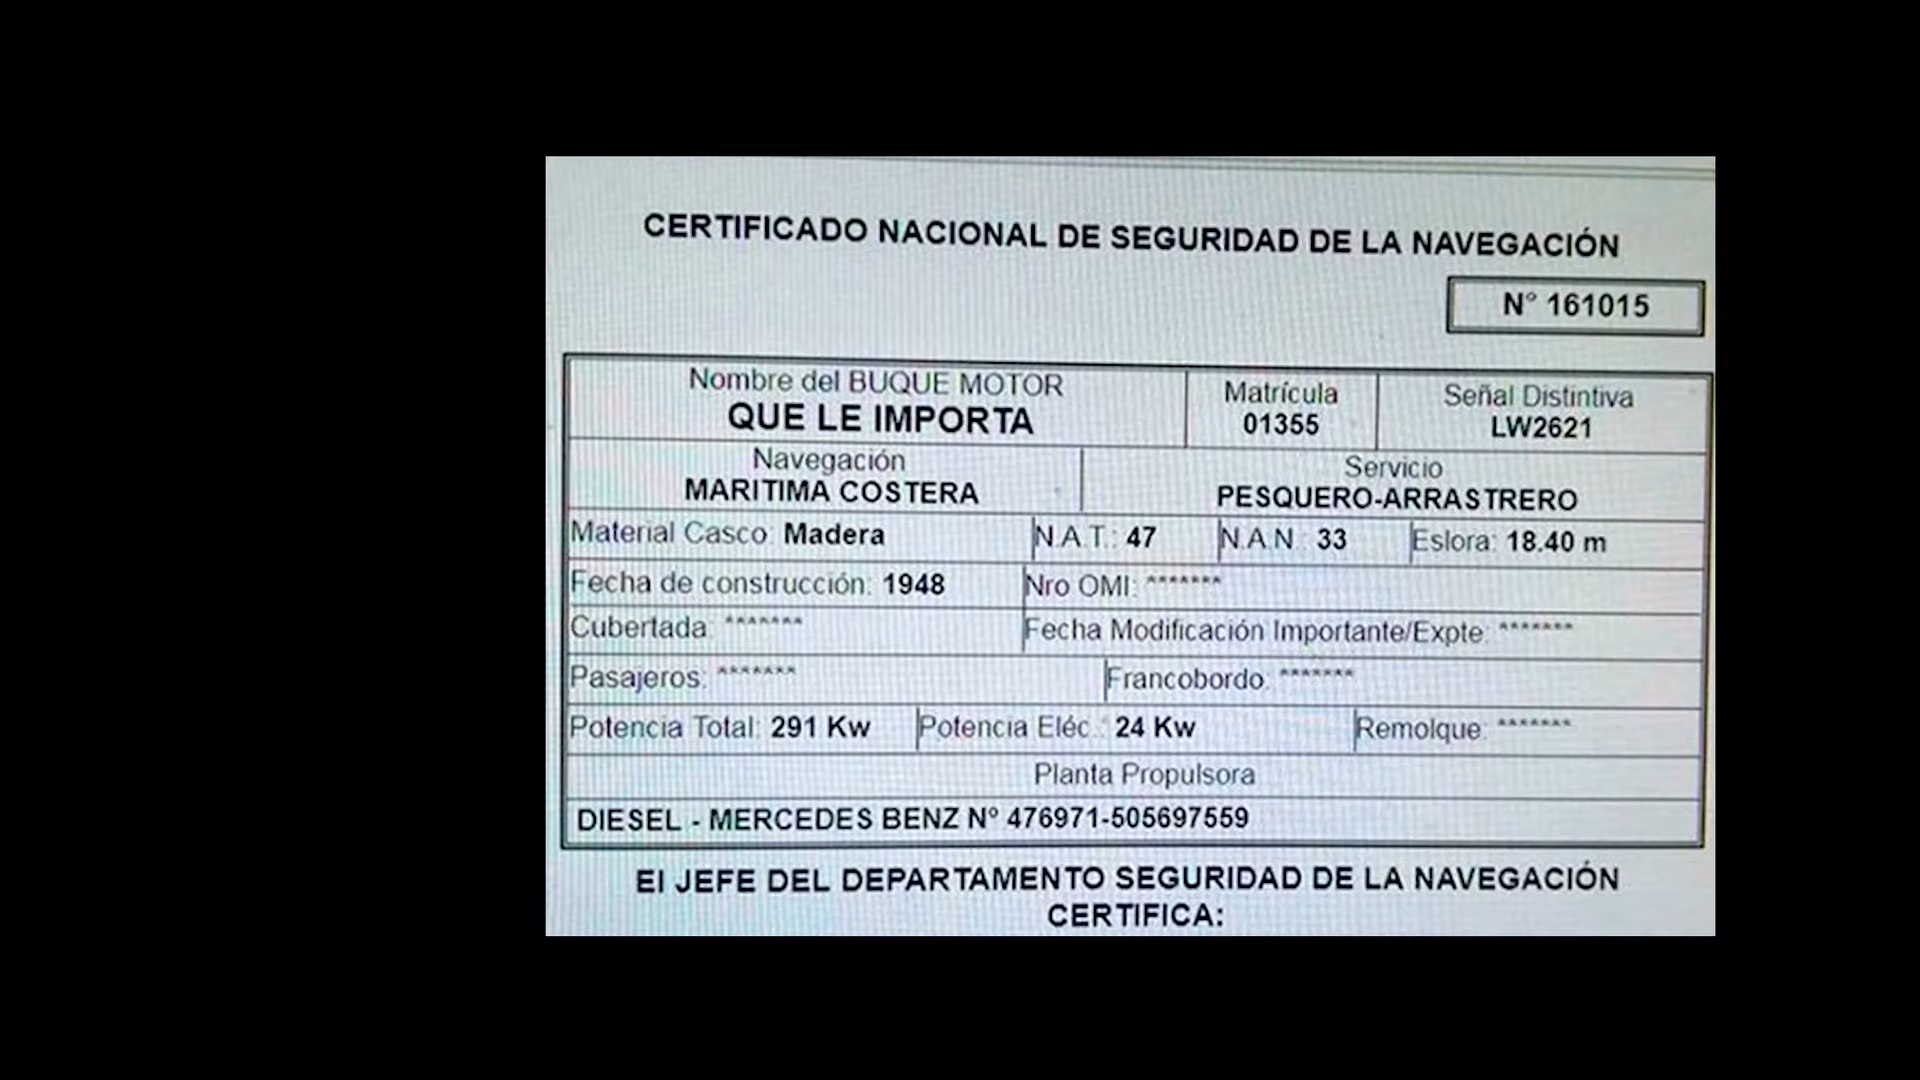 CERTIFICADO NACIONAL DE SEGURIDAD DE LA NAVEGACIÓN
N° 161015
Nombre del BUQUE MOTOR
QUE LE IMPORTA
Matrícula
01355
Señal Distintiva
LW2621
Navegación
MARITIMA COSTERA
Servicio
PESQUERO-ARRASTRERO
Material Casco: Madera N.A.T.: 47 N.A.N.: 33 Eslora: 18.40 m
Fecha de construcción: 1948 Nro OMI: *******
Cubertada: ******* Fecha Modificación Importante/Expte: *******
Pasajeros: ******* Francobordo: *******
Potencia Total: 291 Kw Potencia Eléc.: 24 Kw Remolque: *******
Planta Propulsora
DIESEL - MERCEDES BENZ Nº 476971-505697559
El JEFE DEL DEPARTAMENTO SEGURIDAD DE LA NAVEGACIÓN
CERTIFICA: